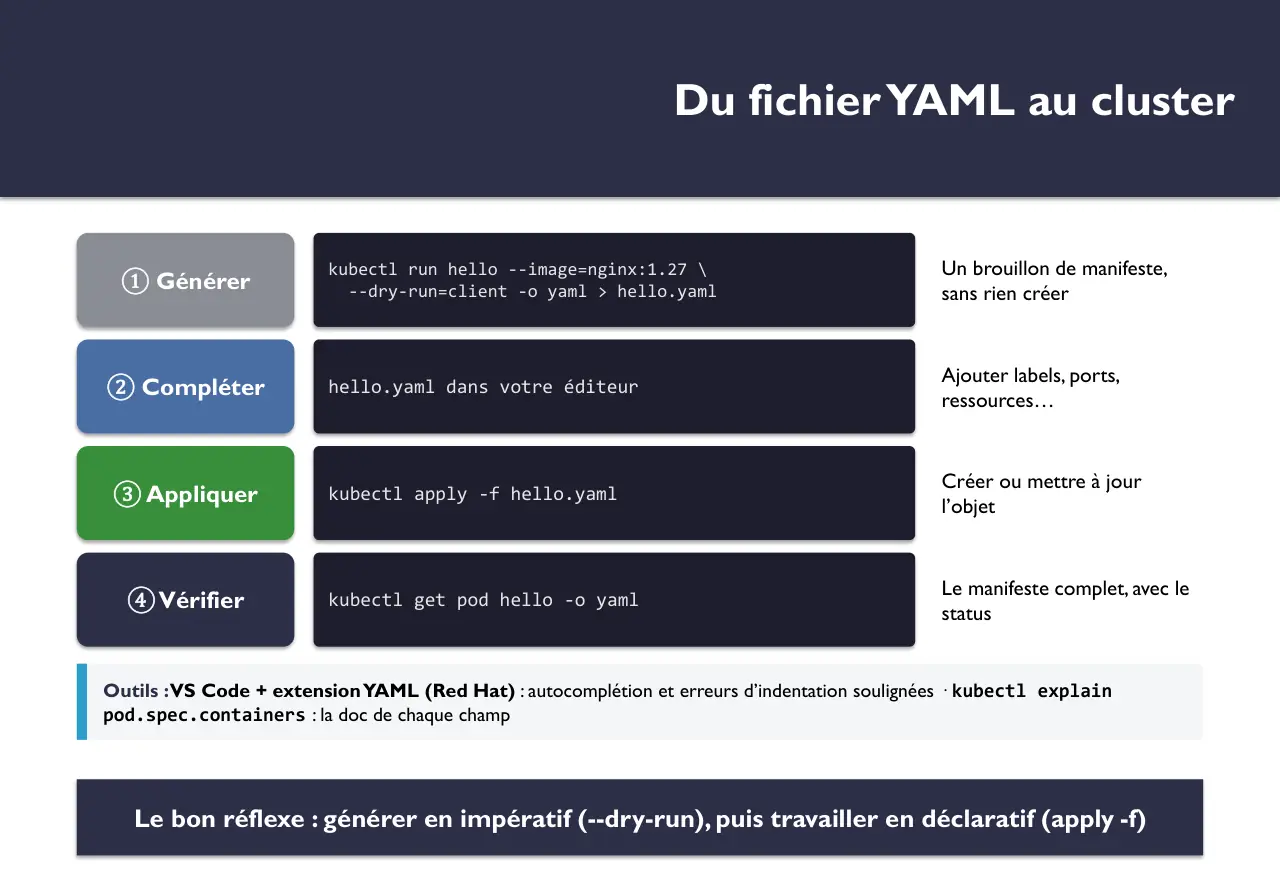 Du fichier YAML au cluster
① Générer
kubectl run hello --image=nginx:1.27 \
--dry-run=client -o yaml > hello.yaml
Un brouillon de manifeste,
sans rien créer
② Compléter
hello.yaml dans votre éditeur
Ajouter labels, ports,
ressources…
③ Appliquer
kubectl apply -f hello.yaml
Créer ou mettre à jour
l’objet
④ Vérifier
kubectl get pod hello -o yaml
Le manifeste complet, avec le
status
Outils : VS Code + extension YAML (Red Hat) : autocomplétion et erreurs d’indentation soulignées · kubectl explain
pod.spec.containers : la doc de chaque champ
Le bon réflexe : générer en impératif (--dry-run), puis travailler en déclaratif (apply -f)